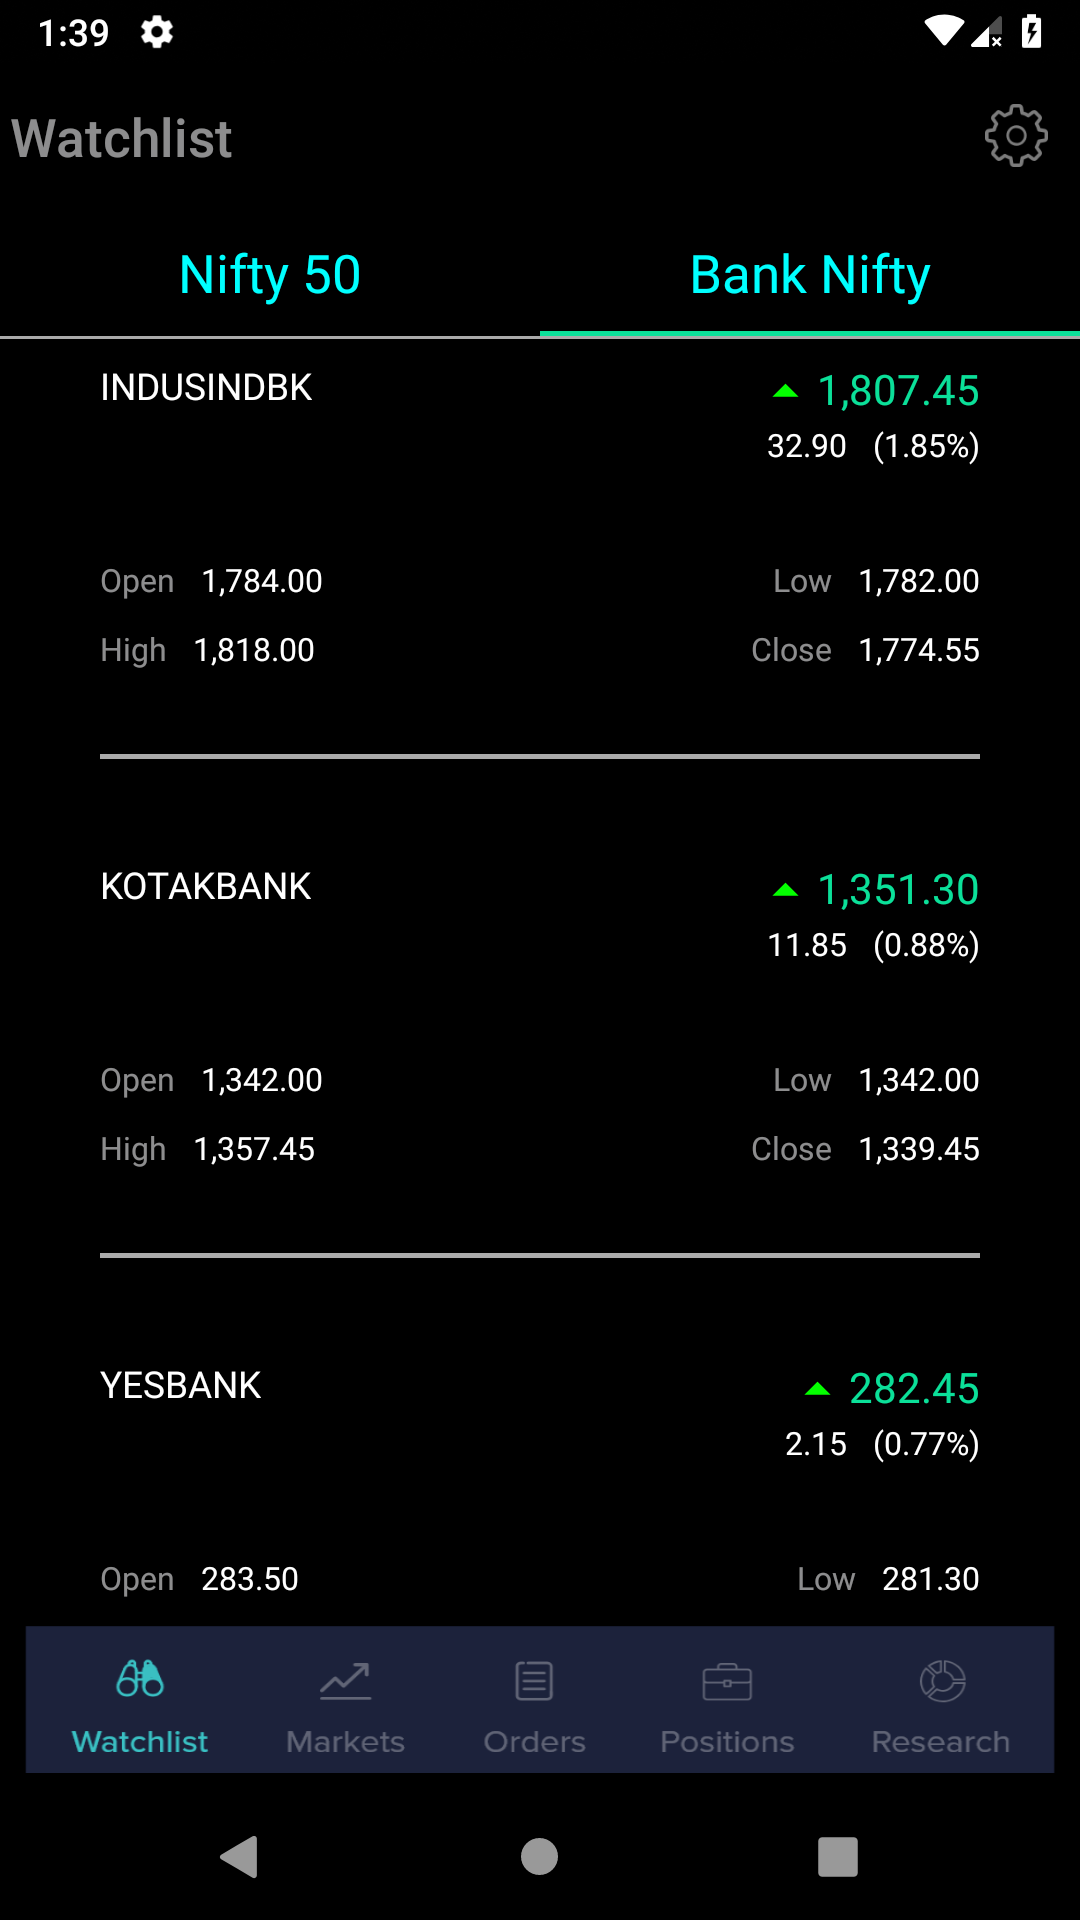 1:39
Watchlist
Nifty 50 Bank Nifty
INDUSINDBK 1,807.45
32.90 (1.85%)
Open 1,784.00 Low 1,782.00
High 1,818.00 Close 1,774.55
KOTAKBANK 1,351.30
11.85 (0.88%)
Open 1,342.00 Low 1,342.00
High 1,357.45 Close 1,339.45
YESBANK 282.45
2.15 (0.77%)
Open 283.50 Low 281.30
Watchlist Markets Orders Positions Research